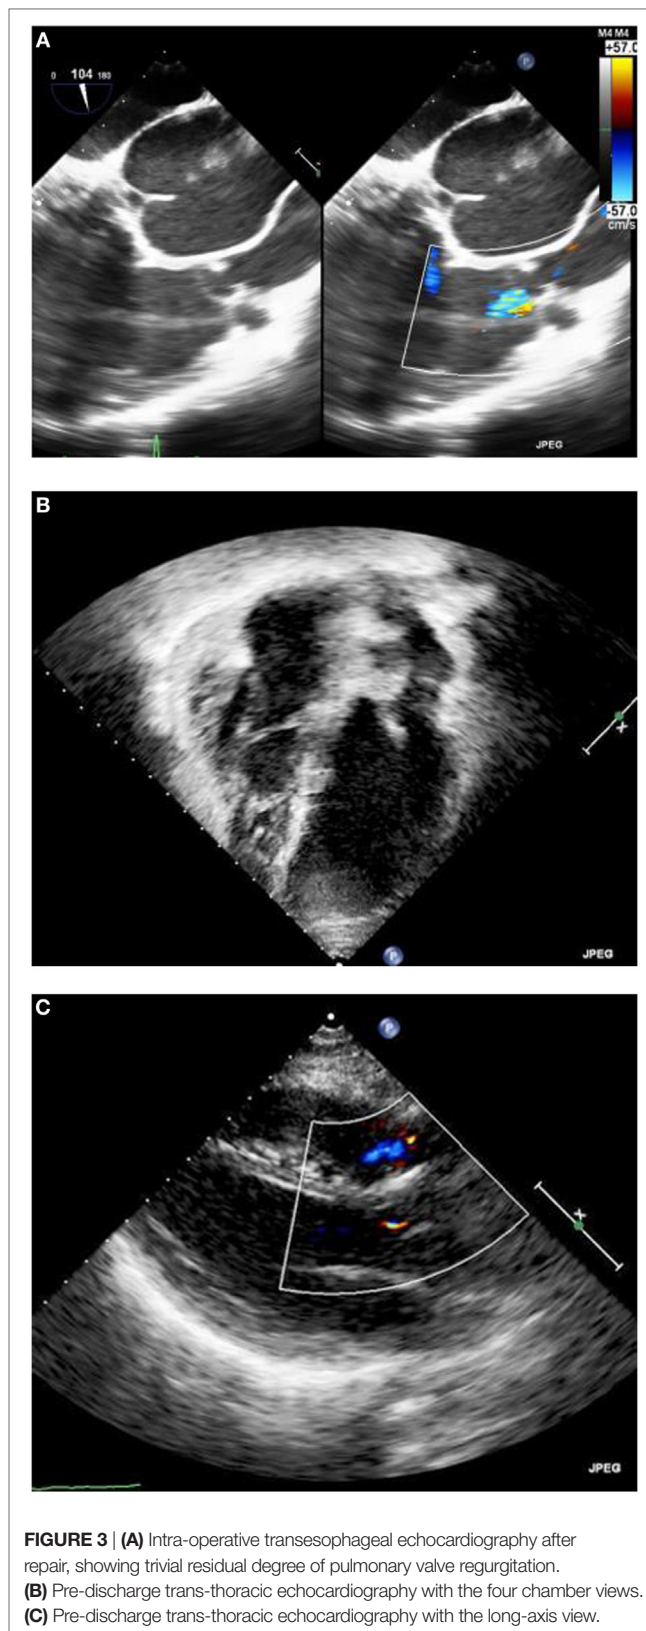 A
0 104 180
P
M4 M4
+57.0
-57.0
cm/s
JPEG
B
X
P
JPEG
C
P
X
JPEG
FIGURE 3 | (A) Intra-operative transesophageal echocardiography after
repair, showing trivial residual degree of pulmonary valve regurgitation.
(B) Pre-discharge trans-thoracic echocardiography with the four chamber views.
(C) Pre-discharge trans-thoracic echocardiography with the long-axis view.